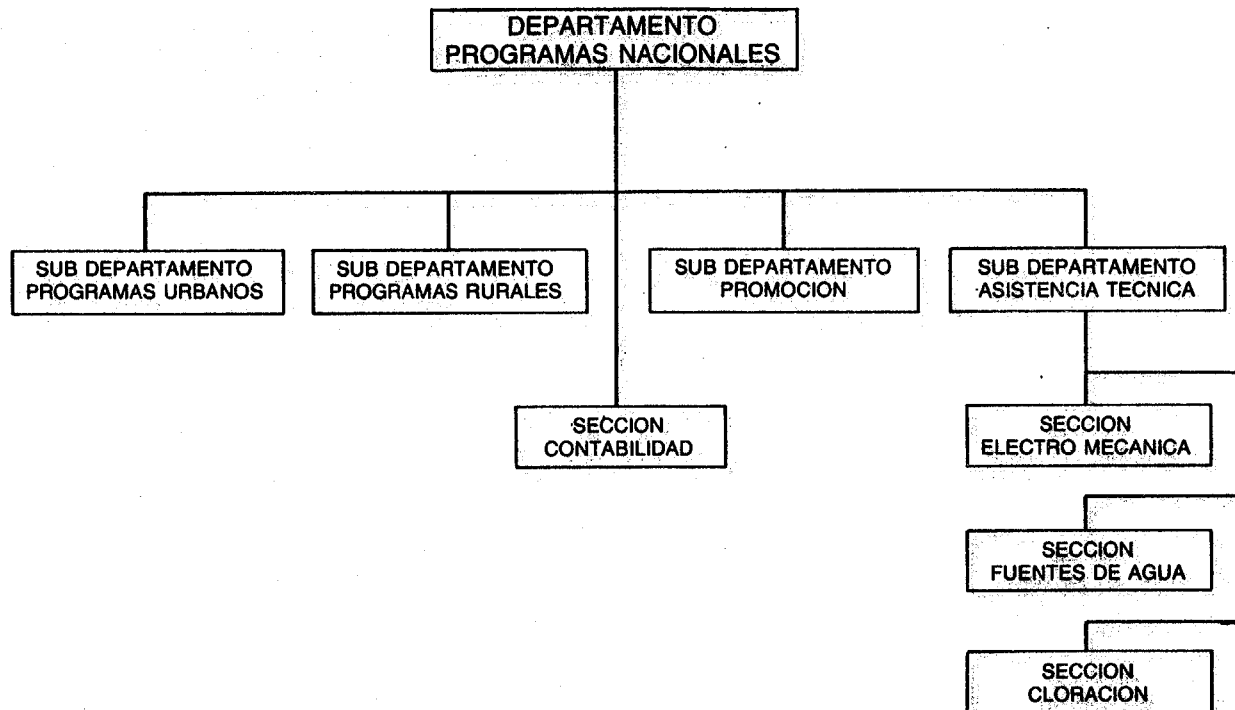 DEPARTAMENTO
PROGRAMAS NACIONALES
SUB DEPARTAMENTO
PROGRAMAS URBANOS
SUB DEPARTAMENTO
PROGRAMAS RURALES
SUB DEPARTAMENTO
PROMOCION
SUB DEPARTAMENTO
ASISTENCIA TECNICA
SECCION
CONTABILIDAD
SECCION
ELECTRO MECANICA
SECCION
FUENTES DE AGUA
SECCION
CLORACION